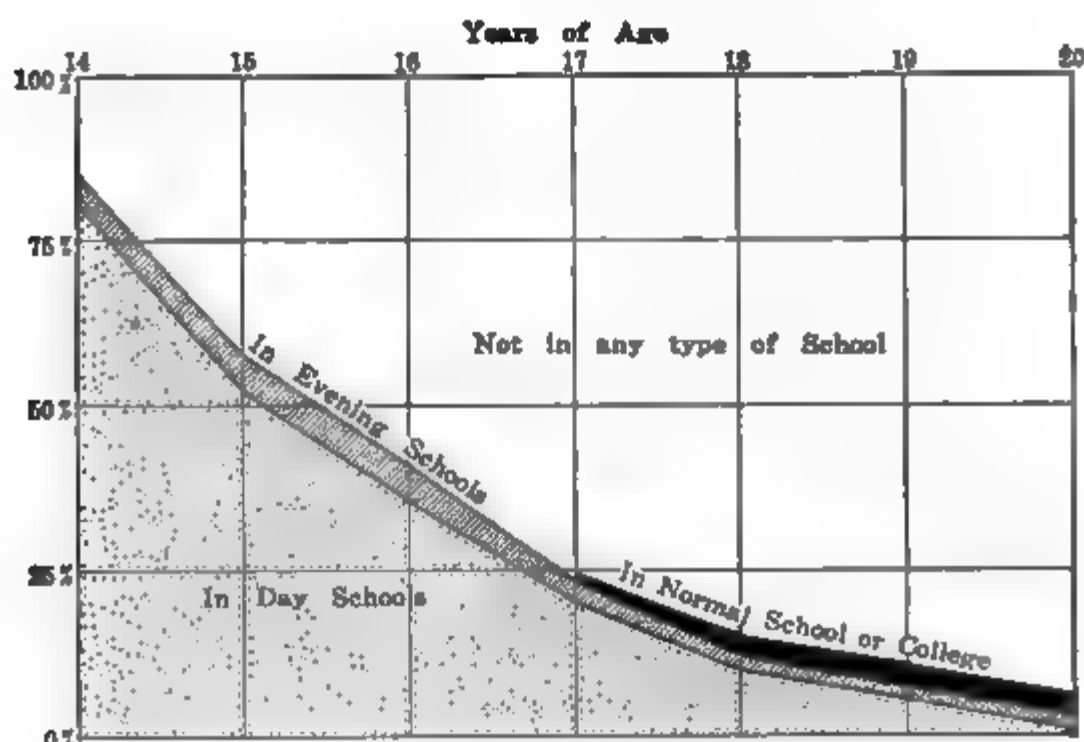 Years of Age
14 15 16 17 18 19 20
100%
75%
Not in any type of School
In Evening Schools
50%
25%
In Normal School or College
In Day Schools
0%